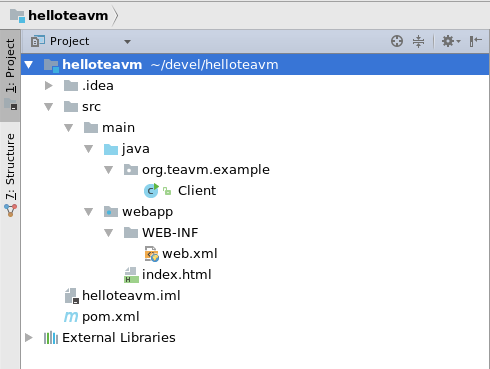 helloteavm
Project
1: Project
7: Structure
helloteavm ~/devel/helloteavm
.idea
src
main
java
org.teavm.example
Client
webapp
WEB-INF
web.xml
index.html
helloteavm.iml
pom.xml
External Libraries